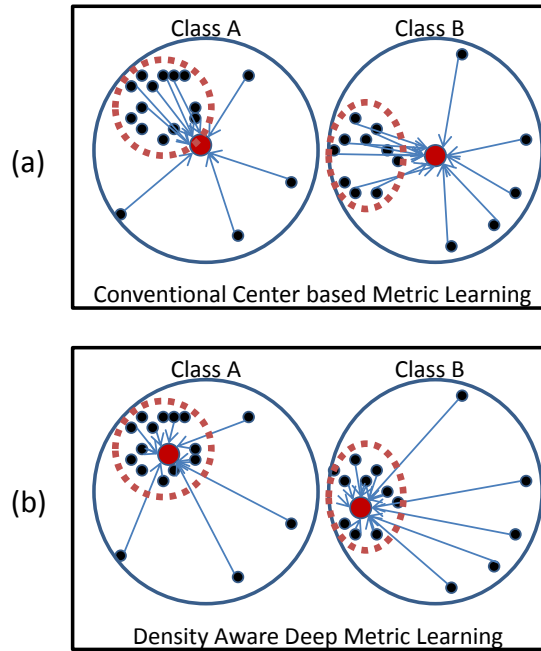 Class A Class B
(a)
Conventional Center based Metric Learning
Class A Class B
(b)
Density Aware Deep Metric Learning